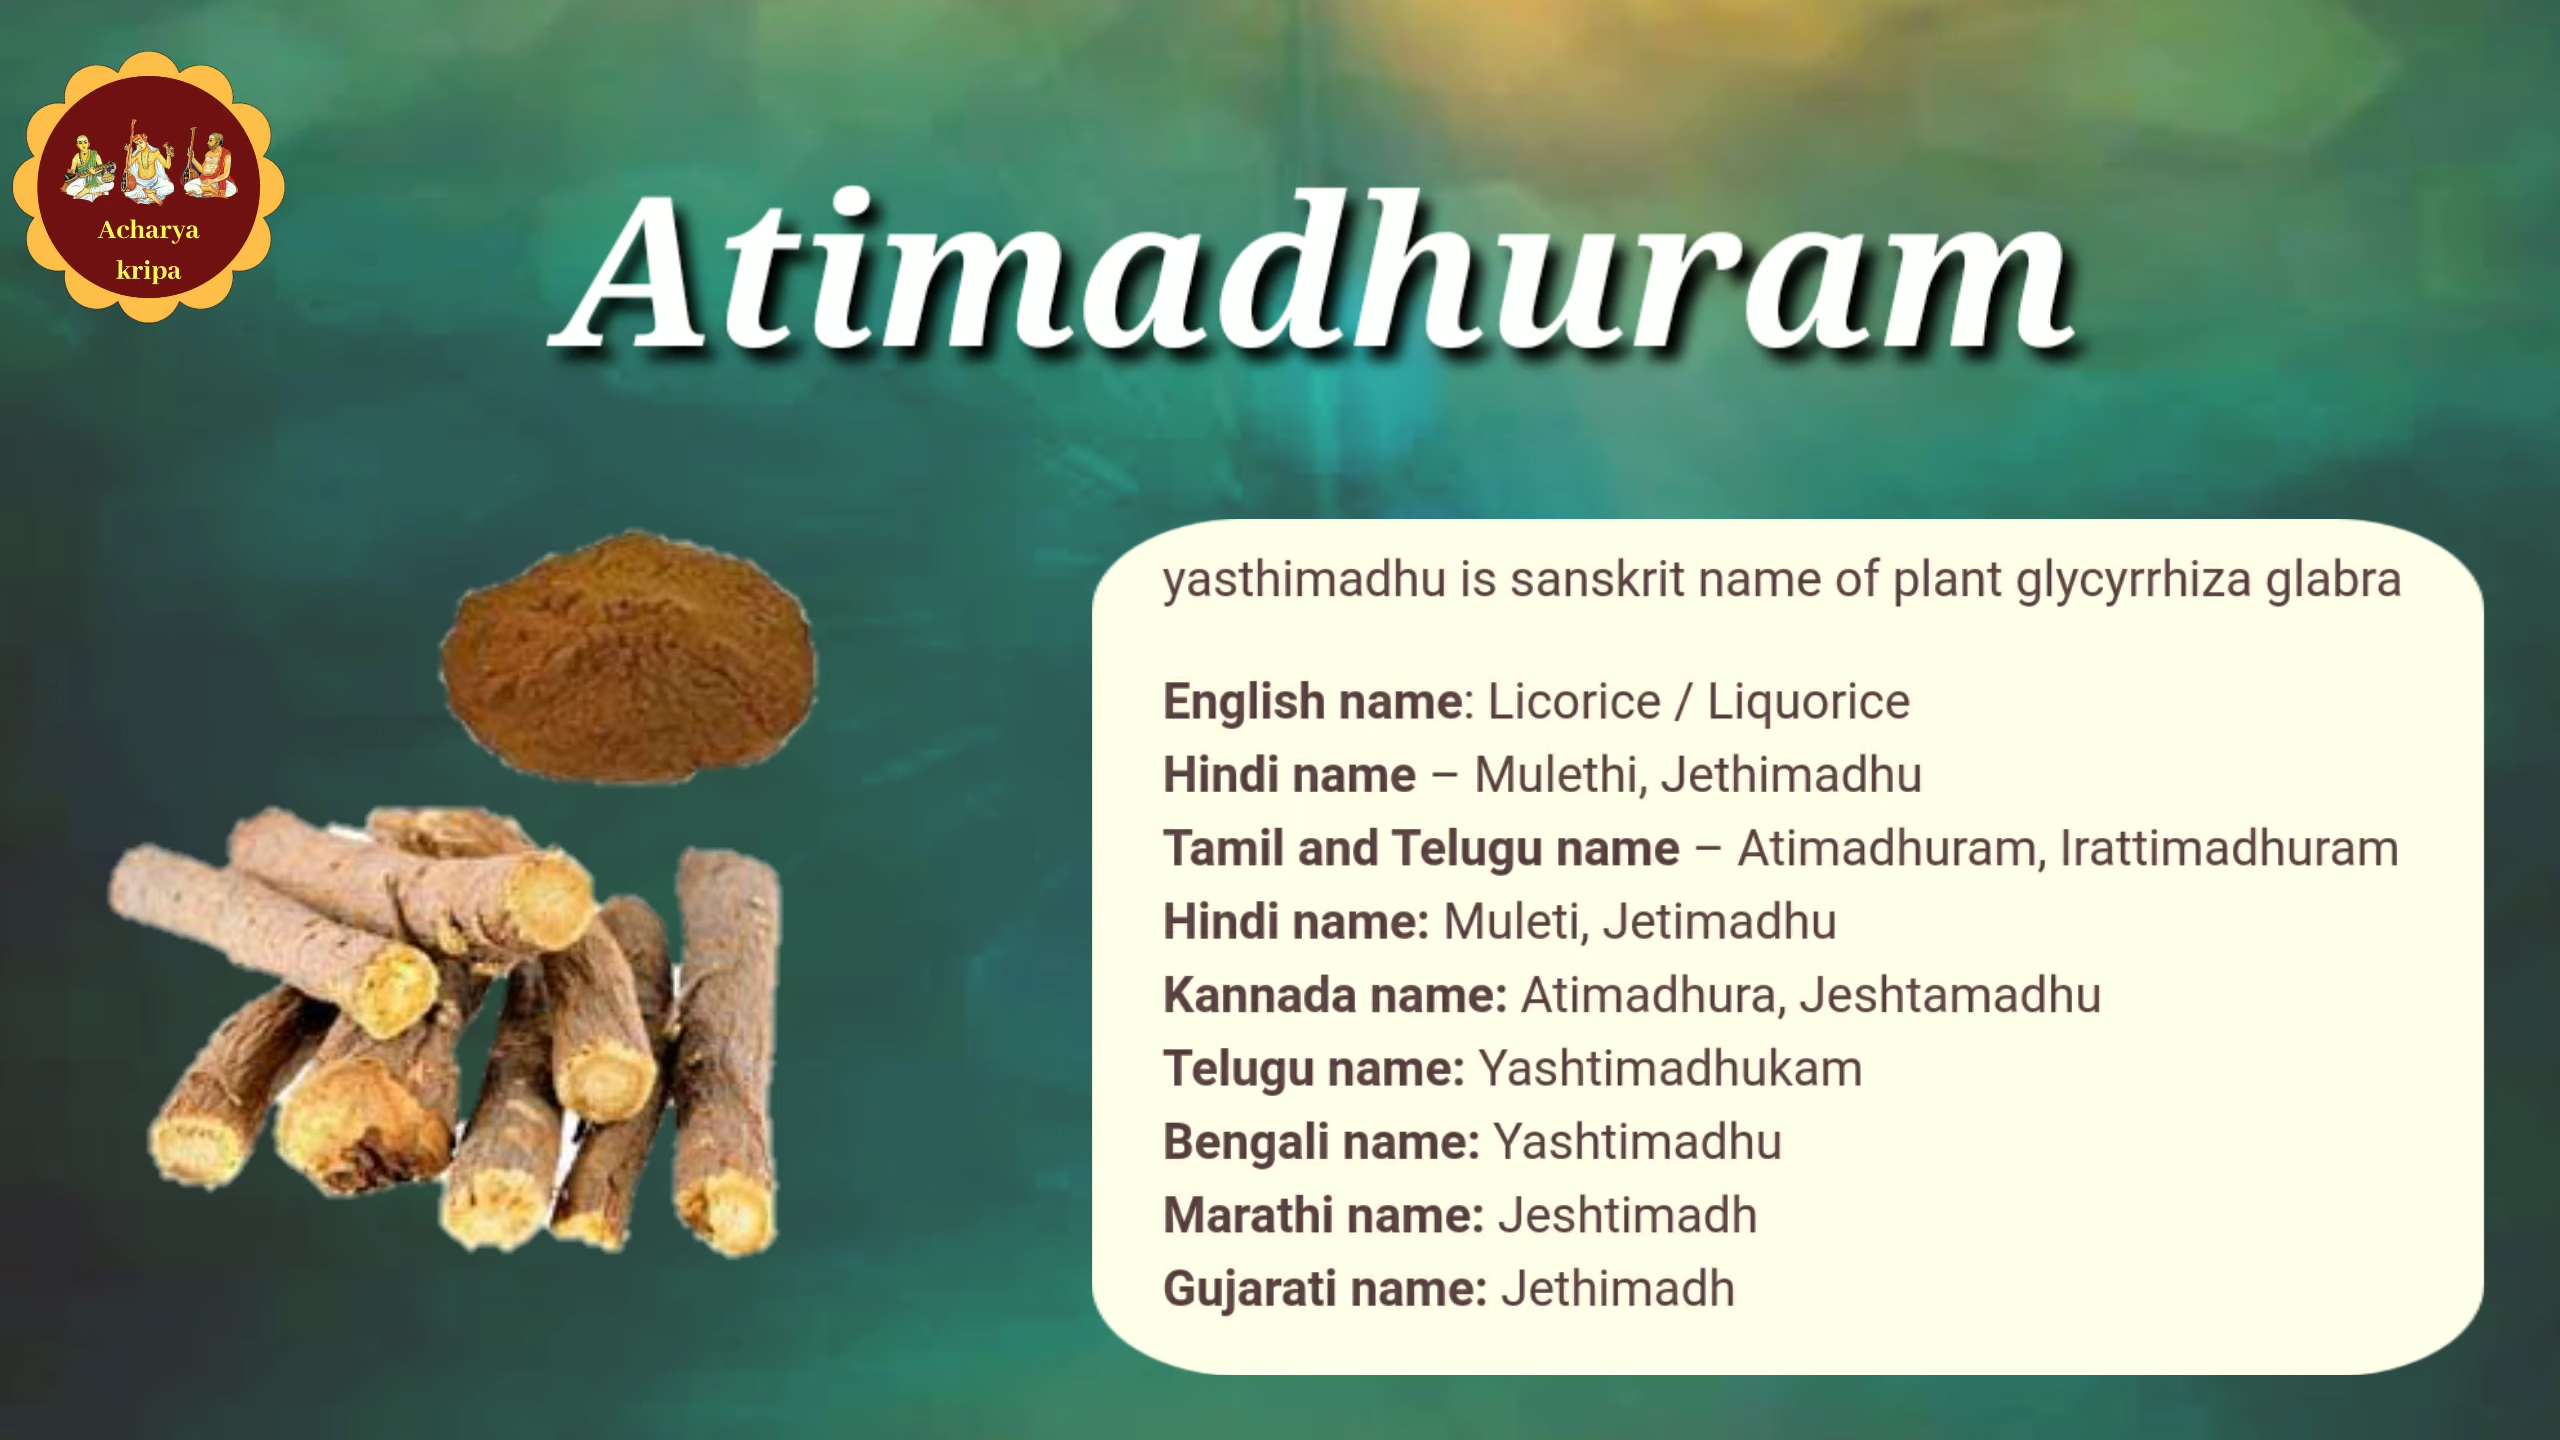 Acharya
kripa
Atimadhuram
yasthimadhu is sanskrit name of plant glycyrrhiza glabra
English name: Licorice / Liquorice
Hindi name – Mulethi, Jethimadhu
Tamil and Telugu name – Atimadhuram, Irattimadhuram
Hindi name: Muleti, Jetimadhu
Kannada name: Atimadhura, Jeshtamadhu
Telugu name: Yashtimadhukam
Bengali name: Yashtimadhu
Marathi name: Jeshtimadh
Gujarati name: Jethimadh